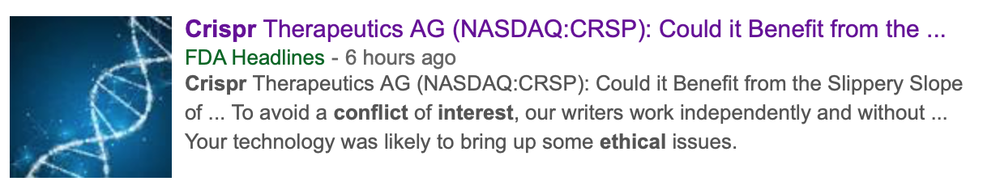 Crispr Therapeutics AG (NASDAQ:CRSP): Could it Benefit from the ...
FDA Headlines - 6 hours ago
Crispr Therapeutics AG (NASDAQ:CRSP): Could it Benefit from the Slippery Slope
of ... To avoid a conflict of interest, our writers work independently and without ...
Your technology was likely to bring up some ethical issues.